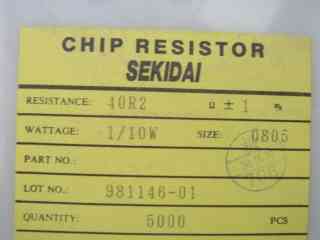 CHIP RESISTOR
SEKIDAI
RESISTANCE: 40R2 Ω ± 1 %
WATTAGE: 1/10W SIZE: 0805
PART NO.:
LOT NO.: 981146-01
QUANTITY: 5000 PCS